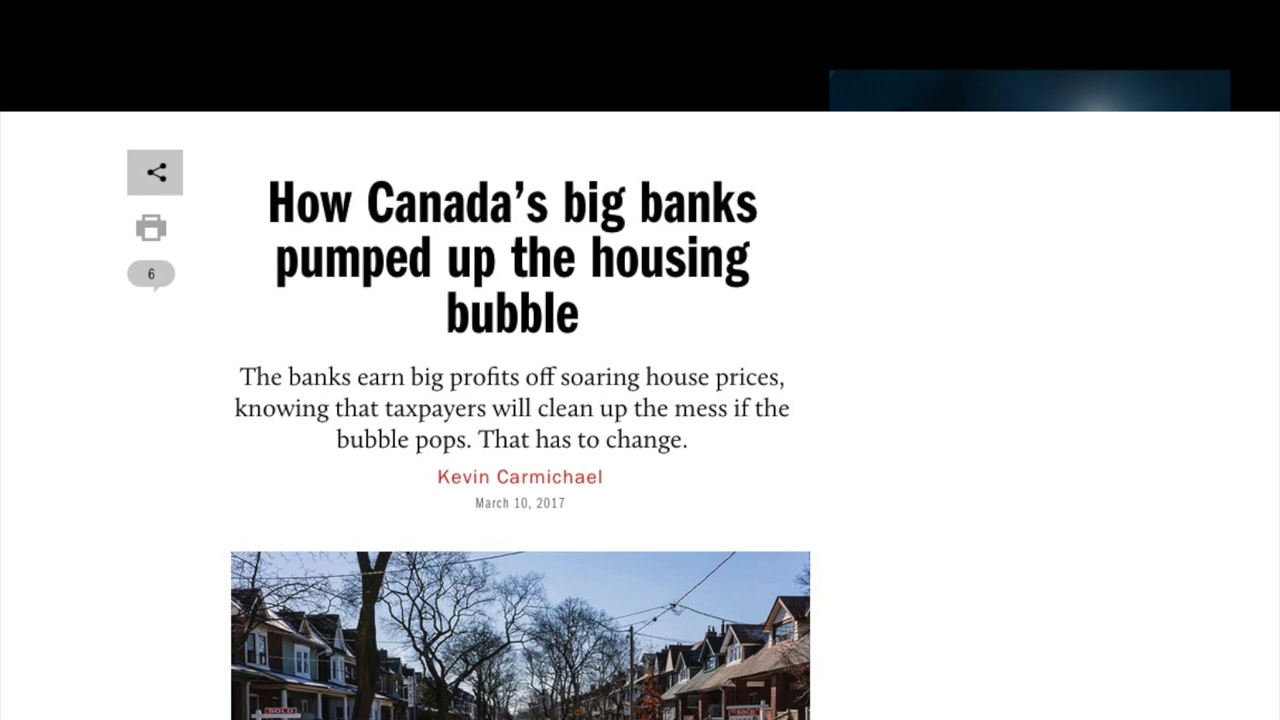 How Canada's big banks
pumped up the housing
bubble
6
The banks earn big profits off soaring house prices,
knowing that taxpayers will clean up the mess if the
bubble pops. That has to change.
Kevin Carmichael
March 10, 2017
SOLD
SOLD